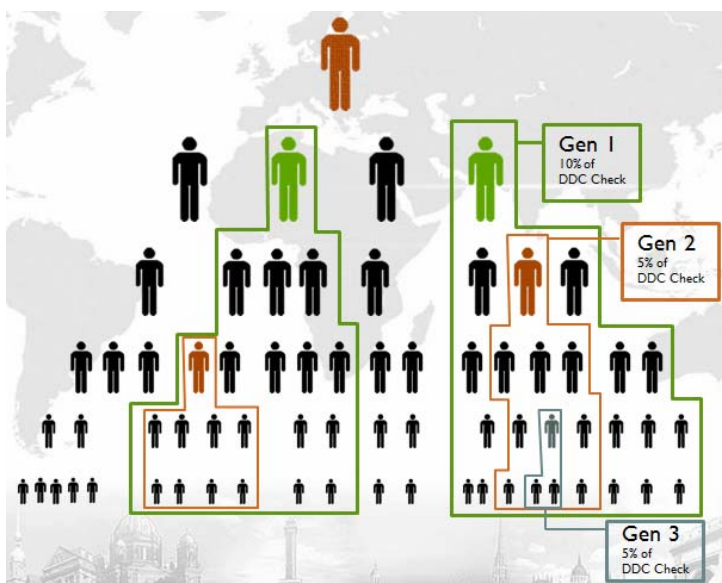 Gen 1
10% of
DDC Check
Gen 2
5% of
DDC Check
Gen 3
5% of
DDC Check